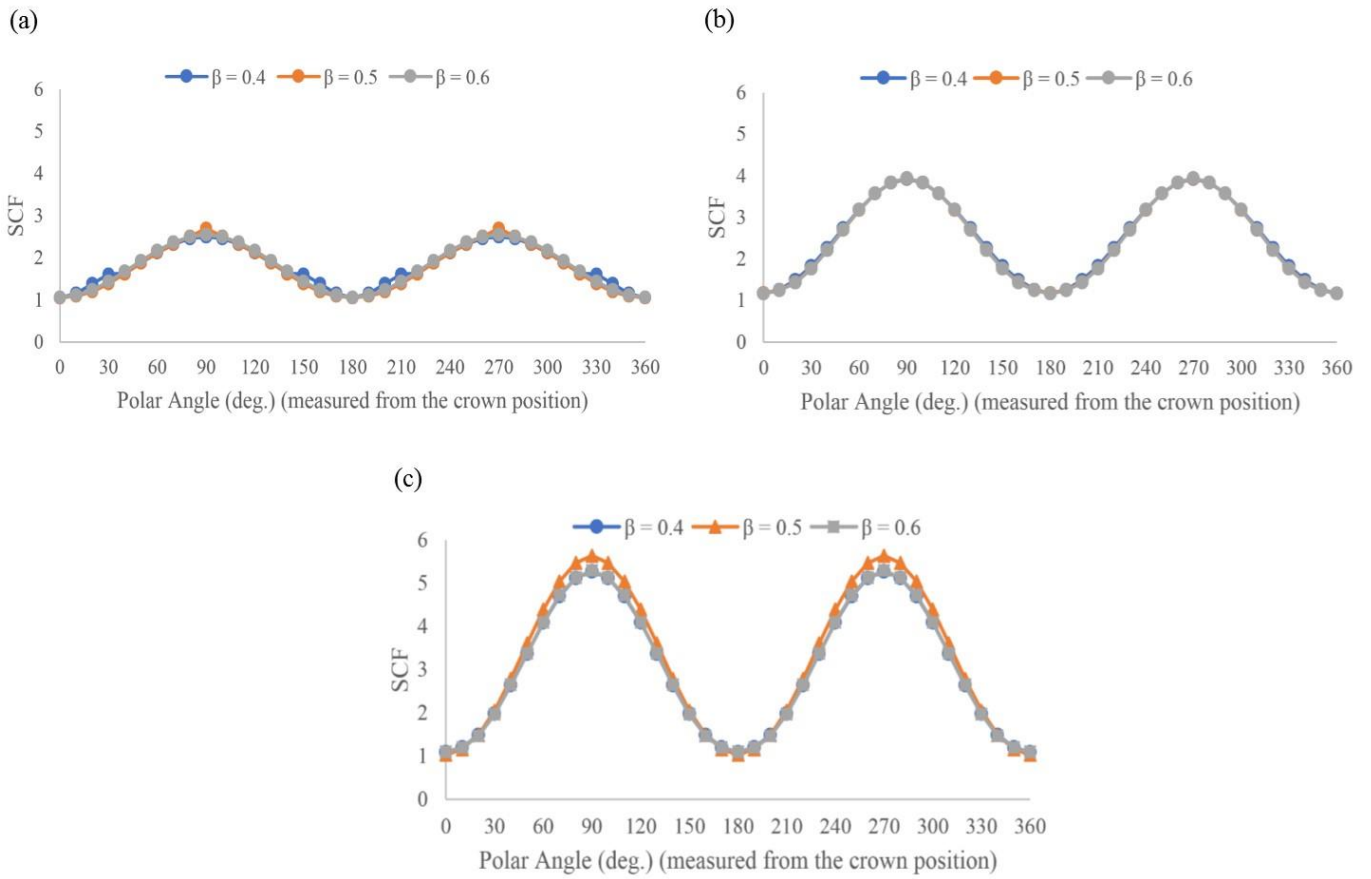 (a)
β = 0.4 β = 0.5 β = 0.6
6
5
4
3
2
1
0
SCF
0 30 60 90 120 150 180 210 240 270 300 330 360
Polar Angle (deg.) (measured from the crown position)
(b)
β = 0.4 β = 0.5 β = 0.6
6
5
4
3
2
1
0
SCF
0 30 60 90 120 150 180 210 240 270 300 330 360
Polar Angle (deg.) (measured from the crown position)
(c)
β = 0.4 β = 0.5 β = 0.6
6
5
4
3
2
1
0
SCF
0 30 60 90 120 150 180 210 240 270 300 330 360
Polar Angle (deg.) (measured from the crown position)